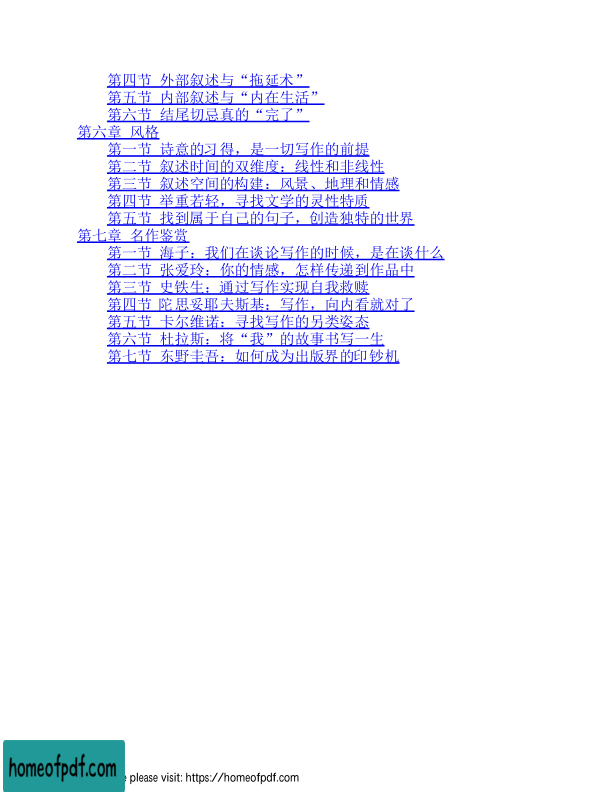 第四节 外部叙述与“拖延术”
第五节 内部叙述与“内在生活”
第六节 结尾切忌真的“完了”
第六章 风格
第一节 诗意的习得，是一切写作的前提
第二节 叙述时间的双维度：线性和非线性
第三节 叙述空间的构建：风景、地理和情感
第四节 举重若轻，寻找文学的灵性特质
第五节 找到属于自己的句子，创造独特的世界
第七章 名作鉴赏
第一节 海子：我们在谈论写作的时候，是在谈什么
第二节 张爱玲：你的情感，怎样传递到作品中
第三节 史铁生：通过写作实现自我救赎
第四节 陀思妥耶夫斯基：写作，向内看就对了
第五节 卡尔维诺：寻找写作的另类姿态
第六节 杜拉斯：将“我”的故事书写一生
第七节 东野圭吾：如何成为出版界的印钞机
homeofpdf.com
please visit: https://homeofpdf.com